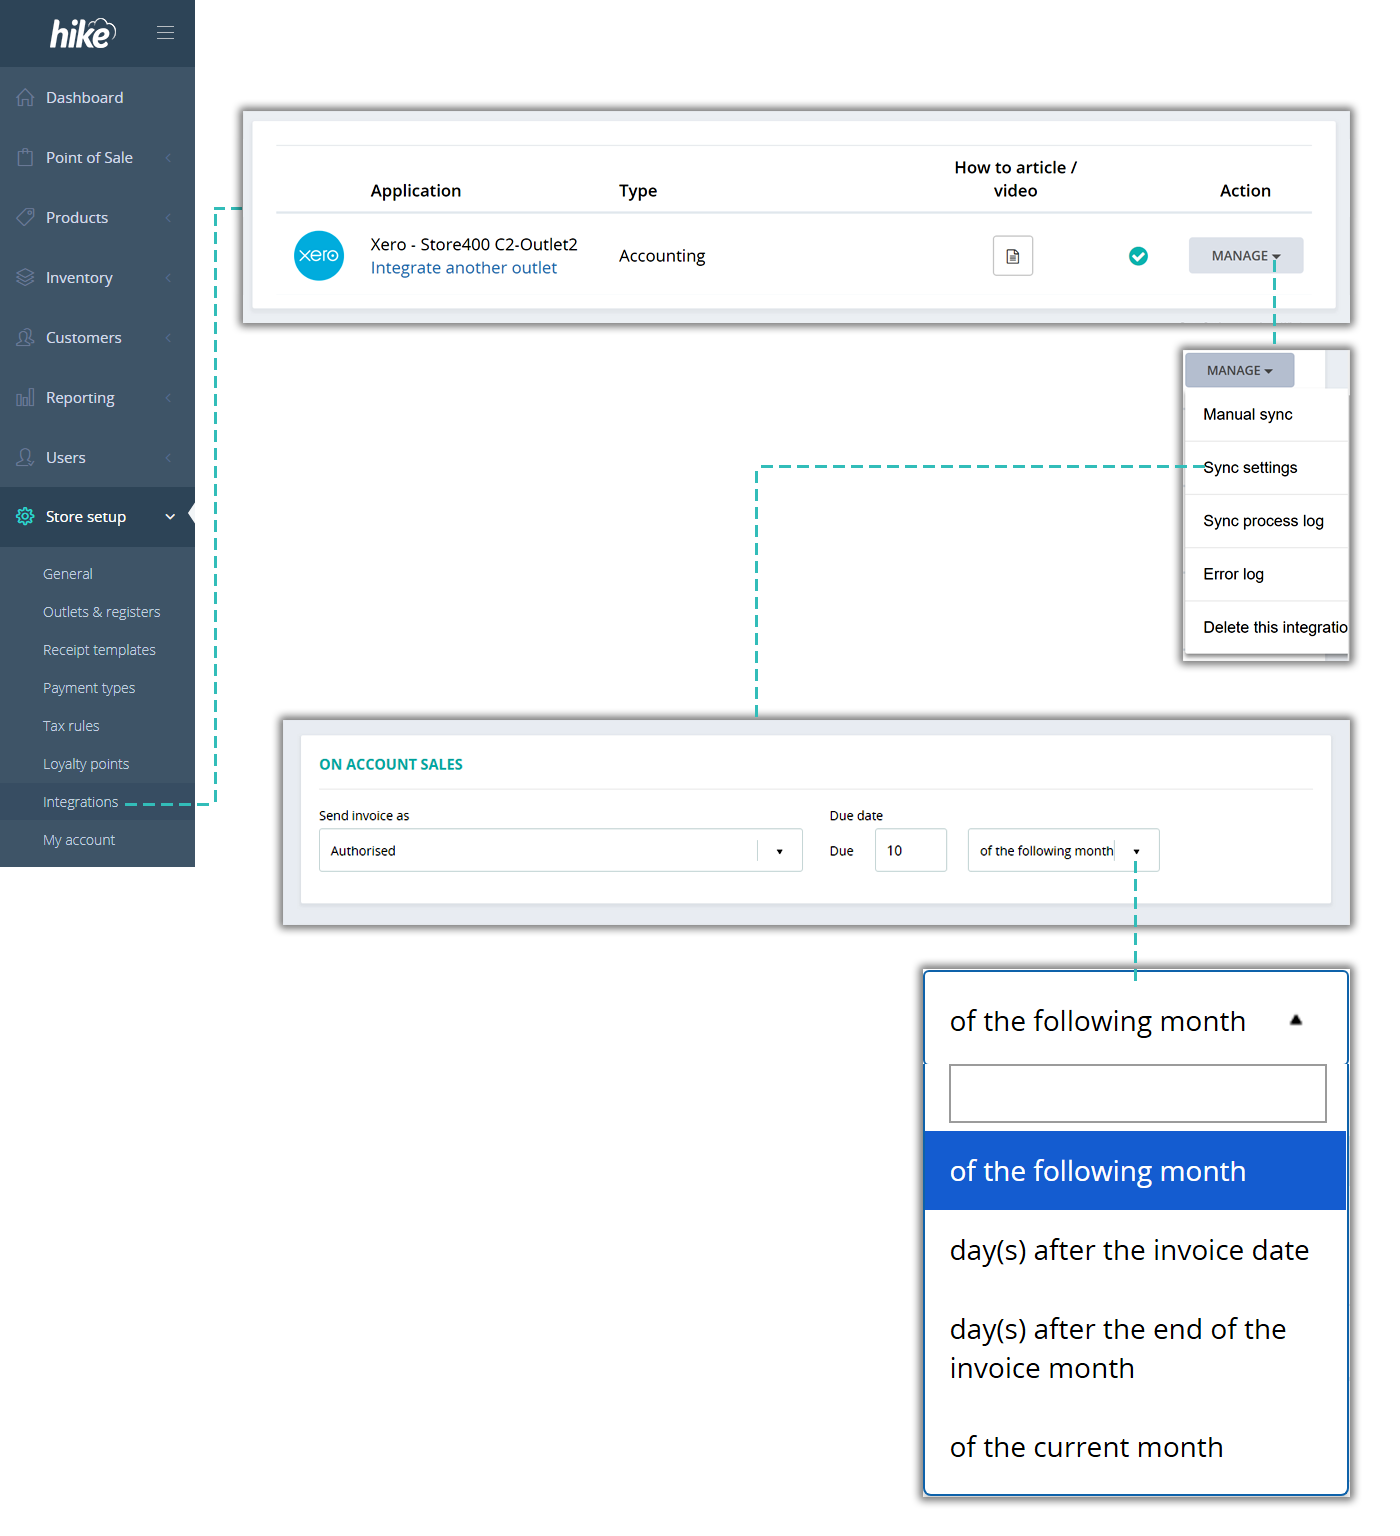 hike
Dashboard
Point of Sale
Products
Inventory
Customers
Reporting
Users
Store setup
General
Outlets & registers
Receipt templates
Payment types
Tax rules
Loyalty points
Integrations
My account
Application
Type
How to article /
video
Action
xero
Xero - Store400 C2-Outlet2
Integrate another outlet
Accounting
MANAGE
MANAGE
Manual sync
Sync settings
Sync process log
Error log
Delete this integratio
ON ACCOUNT SALES
Send invoice as
Authorised
Due date
Due
10
of the following month
of the following month
of the following month
day(s) after the invoice date
day(s) after the end of the
invoice month
of the current month